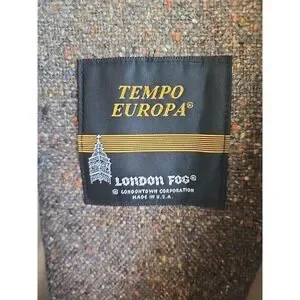 TEMPO
EUROPA®
LONDON FOG®
© LONDONTOWN CORPORATION
MADE IN U.S.A.